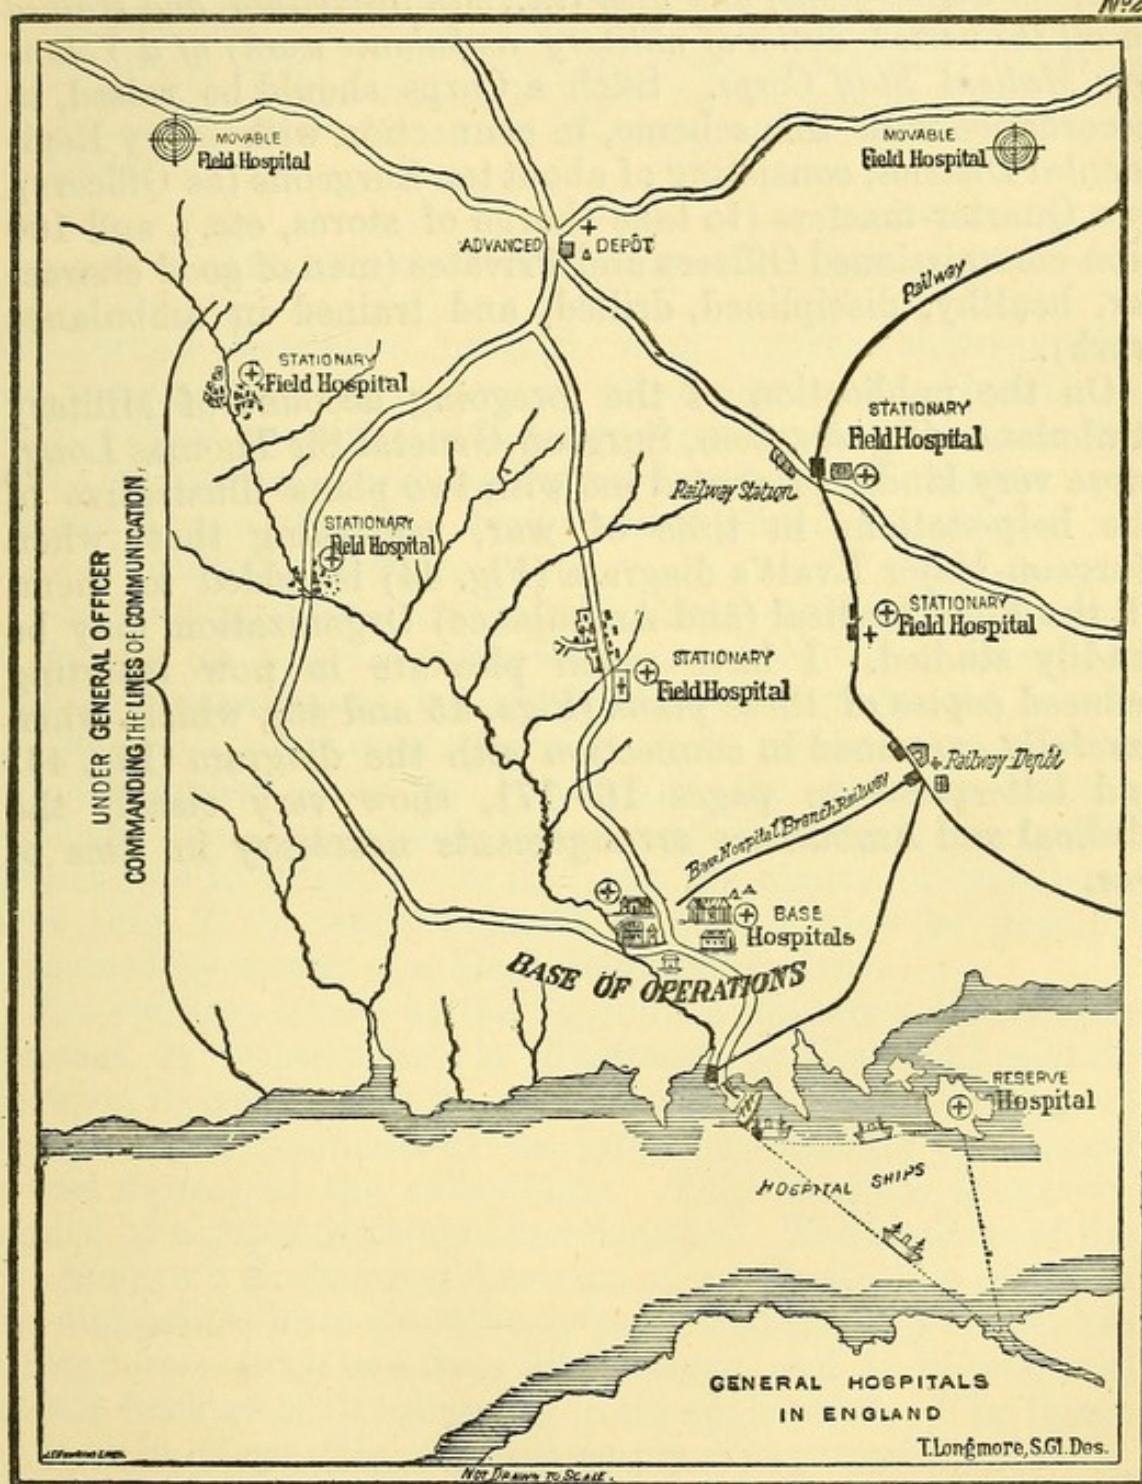 No2
MOVABLE
Field Hospital
MOVABLE
Field Hospital
ADVANCED DEPÔT
Railway
STATIONARY
Field Hospital
STATIONARY
Field Hospital
Railway Station
STATIONARY
Field Hospital
STATIONARY
Field Hospital
STATIONARY
Field Hospital
UNDER GENERAL OFFICER
COMMANDING THE LINES OF COMMUNICATION,
Railway Depôt
Base Hospital Branch Railway
BASE
Hospitals
BASE OF OPERATIONS
RESERVE
Hospital
HOSPITAL SHIPS
GENERAL HOSPITALS
IN ENGLAND
T. Longmore, S.Gl. Des.
NOT DRAWN TO SCALE.